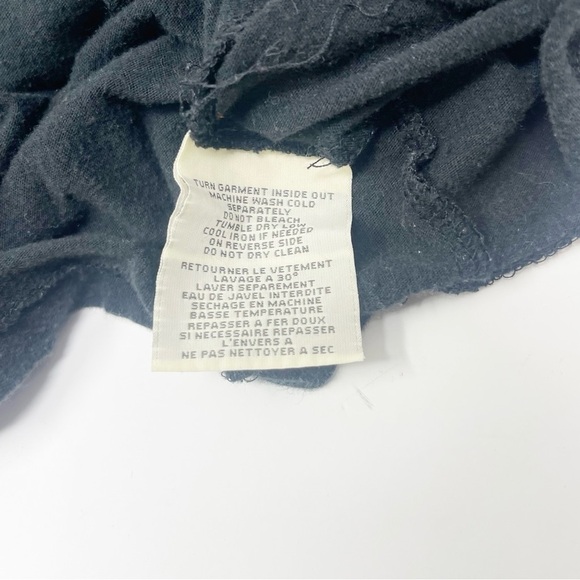 TURN GARMENT INSIDE OUT
MACHINE WASH COLD
SEPARATELY
DO NOT BLEACH
TUMBLE DRY LOW
COOL IRON IF NEEDED
ON REVERSE SIDE
DO NOT DRY CLEAN
RETOURNER LE VETEMENT
LAVAGE A 30°
LAVER SEPAREMENT
EAU DE JAVEL INTERDITE
SECHAGE EN MACHINE
BASSE TEMPERATURE
REPASSER A FER DOUX
SI NECESSAIRE REPASSER
L'ENVERS A
NE PAS NETTOYER A SEC